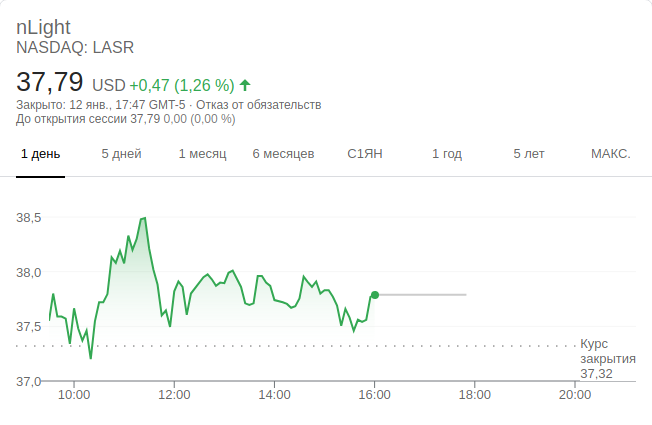 nLight
NASDAQ: LASR
37,79 USD +0,47 (1,26 %)
Закрыто: 12 янв., 17:47 GMT-5 · Отказ от обязательств
До открытия сессии 37,79 0,00 (0,00 %)
1 день 5 дней 1 месяц 6 месяцев С1ЯН 1 год 5 лет МАКС.
38,5
38,0
37,5
Курс
закрытия
37,32
37,0
10:00 12:00 14:00 16:00 18:00 20:00